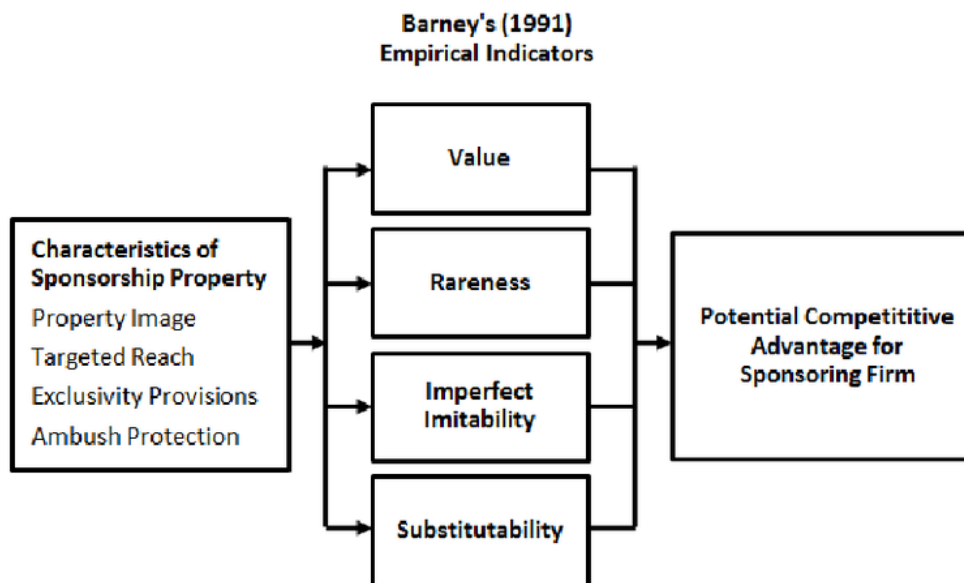 Barney's (1991)
Empirical Indicators
Value
Characteristics of
Sponsorship Property
Property Image
Targeted Reach
Exclusivity Provisions
Ambush Protection
Rareness
Imperfect
Imitability
Substitutability
Potential Competititive
Advantage for
Sponsoring Firm